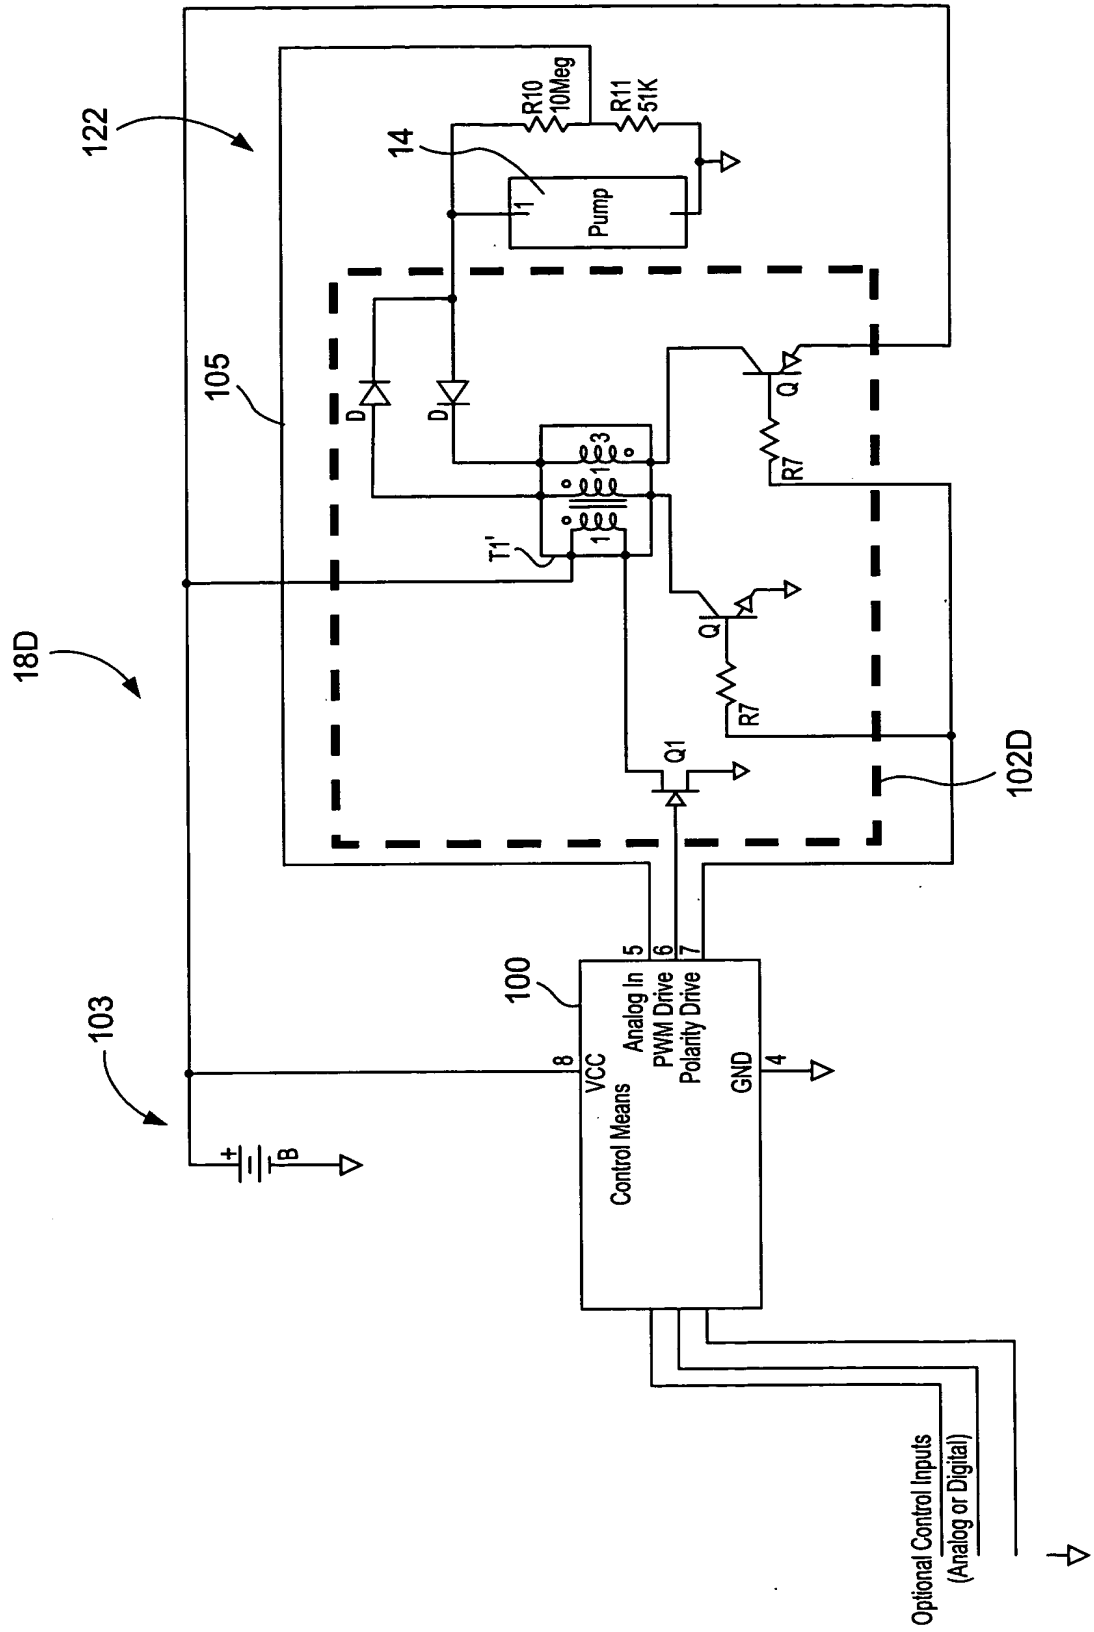 18D
122
103
105
14
R10
10Meg
R11
51K
1
Pump
D
D
T1'
1
1
3
+
B
100
8
VCC
Control Means
Analog In
5
PWM Drive
6
Polarity Drive
7
GND
4
Q1
R7
Q
R7
Q
102D
Optional Control Inputs
(Analog or Digital)